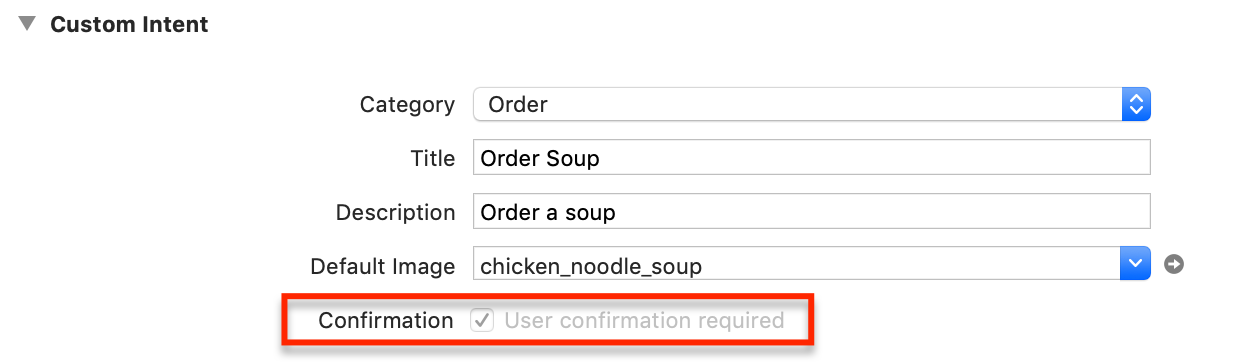 Custom Intent
Category Order
Title Order Soup
Description Order a soup
Default Image chicken_noodle_soup
Confirmation User confirmation required